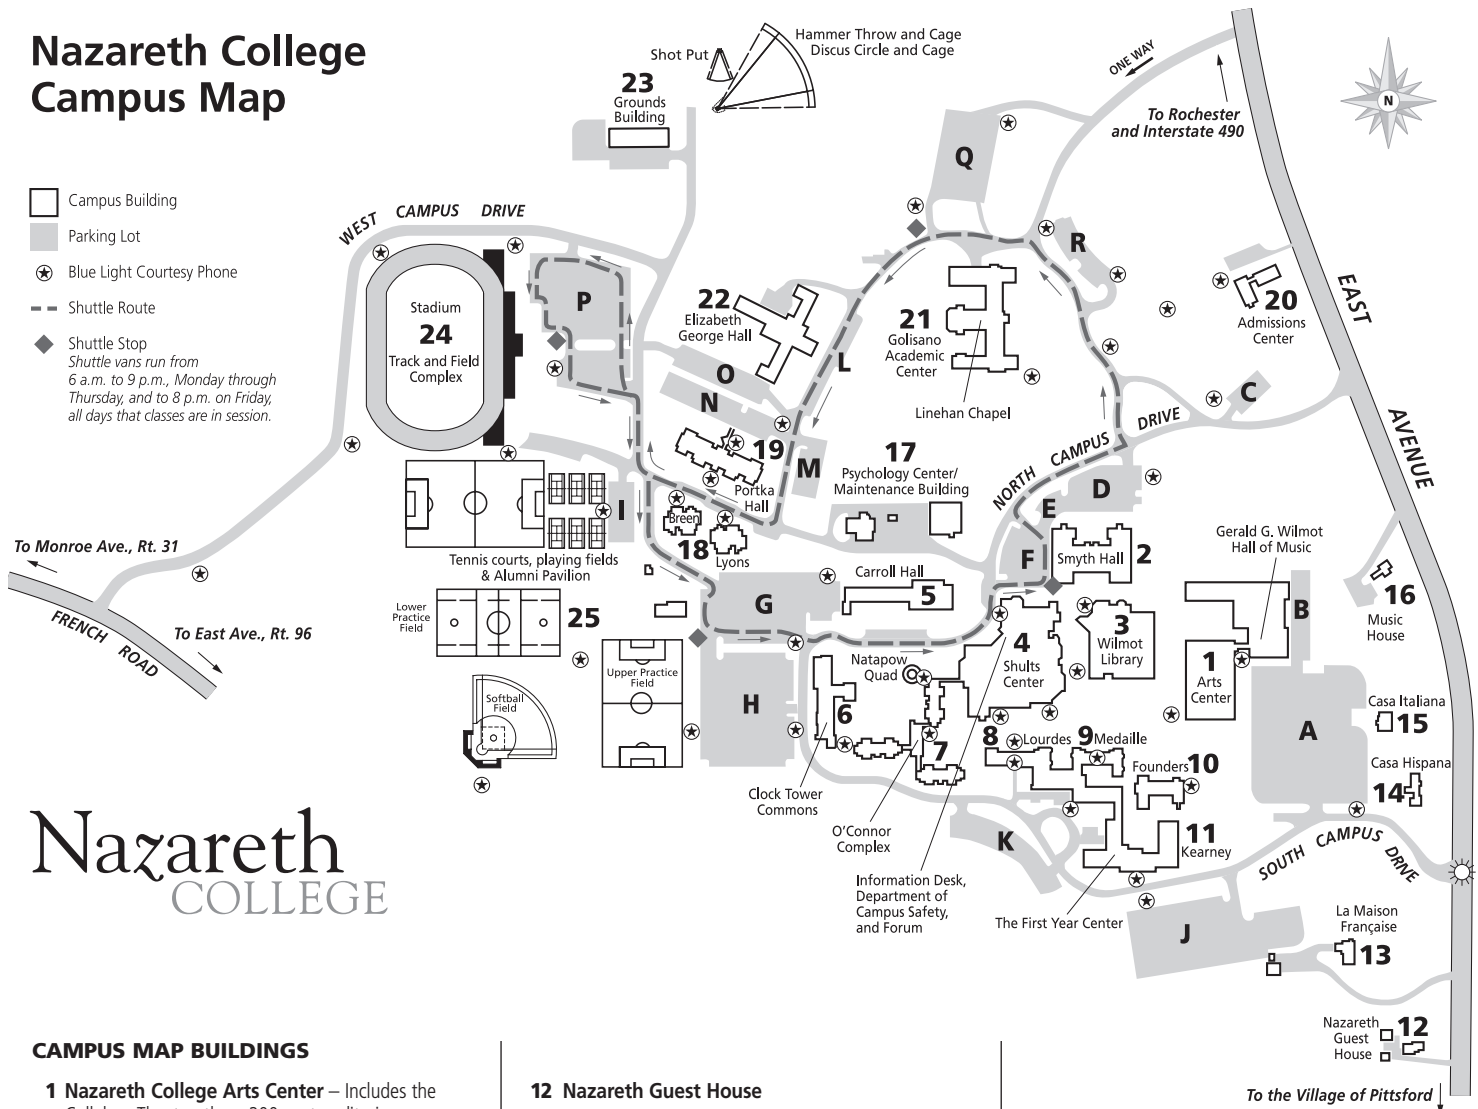 Nazareth College
Campus Map
Campus Building
Parking Lot
Blue Light Courtesy Phone
Shuttle Route
Shuttle Stop
Shuttle vans run from
6 a.m. to 9 p.m., Monday through
Thursday, and to 8 p.m. on Friday,
all days that classes are in session.
Shot Put
Hammer Throw and Cage
Discus Circle and Cage
23
Grounds
Building
ONE WAY
To Rochester
and Interstate 490
N
Q
WEST CAMPUS DRIVE
R
P
Stadium
24
Track and Field
Complex
22
Elizabeth
George Hall
21
Golisano
Academic
Center
Linehan Chapel
20
Admissions
Center
EAST AVENUE
L
O
N
C
NORTH CAMPUS DRIVE
19
Portka
Hall
M
17
Psychology Center/
Maintenance Building
D
E
I
Breen
18
Lyons
F
Smyth Hall
2
Gerald G. Wilmot
Hall of Music
To Monroe Ave., Rt. 31
Tennis courts, playing fields
& Alumni Pavilion
Carroll Hall
5
G
B
16
Music
House
Lower
Practice
Field
25
FRENCH ROAD
To East Ave., Rt. 96
3
Wilmot
Library
4
Shults
Center
1
Arts
Center
Natapow
Quad
Upper Practice
Field
Softball
Field
H
6
7
8
Lourdes
9
Medaille
Founders
10
A
Casa Italiana
15
Casa Hispana
14
Clock Tower
Commons
O'Connor
Complex
K
11
Kearney
SOUTH CAMPUS DRNE
Information Desk,
Department of
Campus Safety,
and Forum
The First Year Center
J
La Maison
Française
13
Nazareth
COLLEGE
Nazareth
Guest
House
12
To the Village of Pittsford
CAMPUS MAP BUILDINGS
1 Nazareth College Arts Center – Includes the
12 Nazareth Guest House